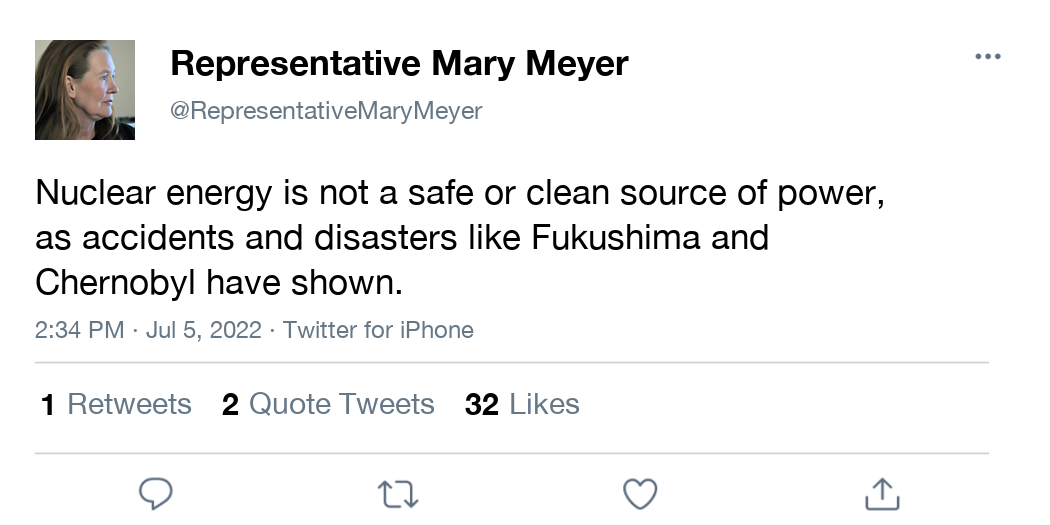 Representative Mary Meyer
@RepresentativeMaryMeyer
Nuclear energy is not a safe or clean source of power,
as accidents and disasters like Fukushima and
Chernobyl have shown.
2:34 PM · Jul 5, 2022 · Twitter for iPhone
1 Retweets 2 Quote Tweets 32 Likes